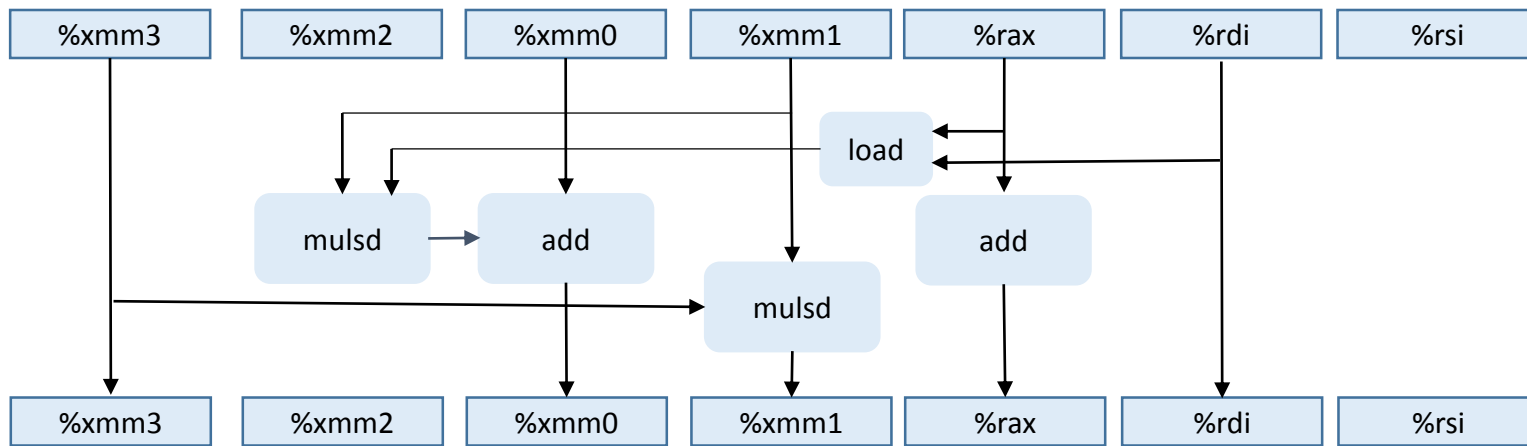 %xmm3 %xmm2 %xmm0 %xmm1 %rax %rdi %rsi
load
mulsd add add
mulsd
%xmm3 %xmm2 %xmm0 %xmm1 %rax %rdi %rsi